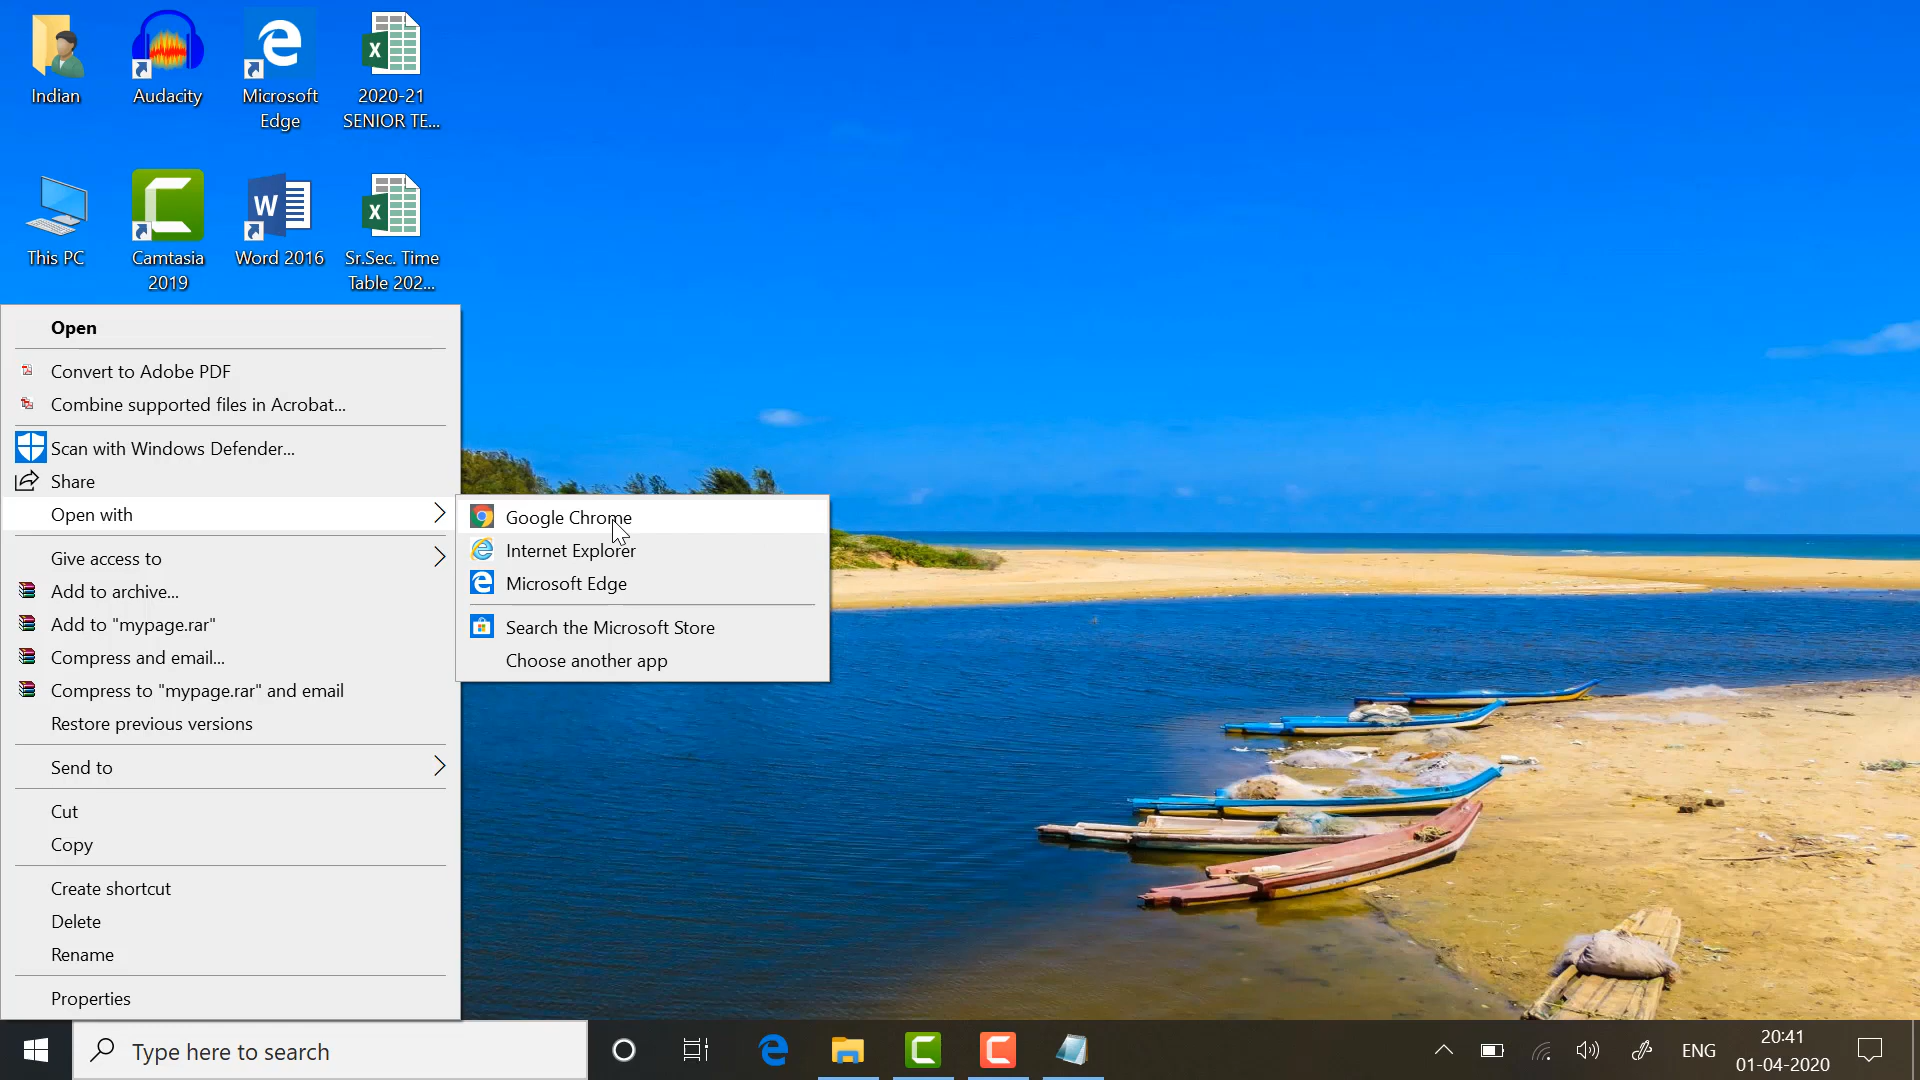 Indian
Audacity
Microsoft
Edge
2020-21
SENIOR TE...
This PC
Camtasia
2019
Word 2016
Sr.Sec. Time
Table 202...
Open
Convert to Adobe PDF
Combine supported files in Acrobat...
Scan with Windows Defender...
Share
Open with
Give access to
Add to archive...
Add to "mypage.rar"
Compress and email...
Compress to "mypage.rar" and email
Restore previous versions
Send to
Cut
Copy
Create shortcut
Delete
Rename
Properties
Google Chrome
Internet Explorer
Microsoft Edge
Search the Microsoft Store
Choose another app
Type here to search
ENG
20:41
01-04-2020